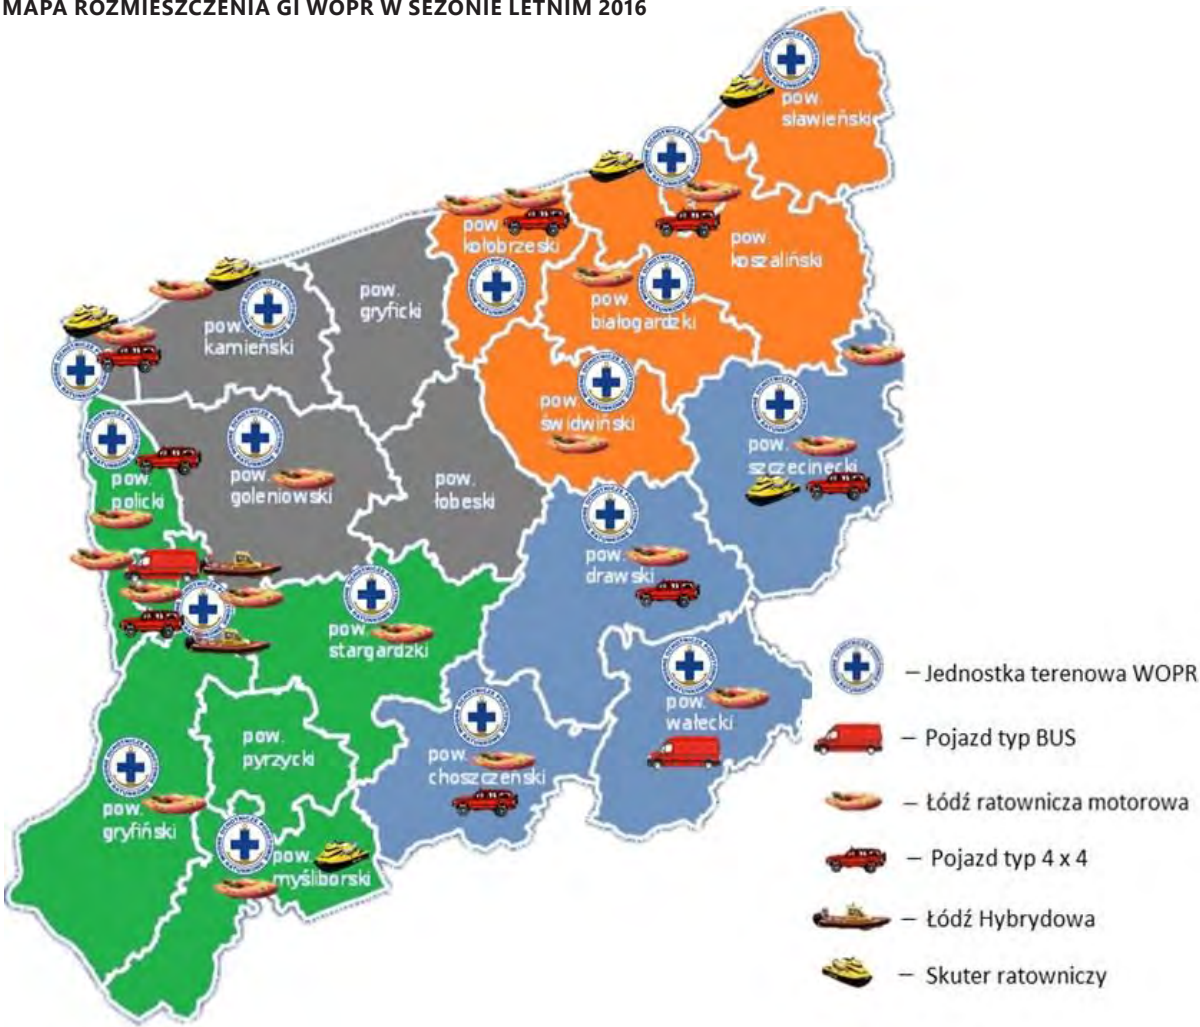 MAPA ROZMIESZCZENIA GI WOPR W SEZONIE LETNIM 2016
pow.
sławieński
pow.
kołobrzeski
pow.
koszaliński
pow.
gryficki
pow.
białogardzki
pow.
kamieński
pow.
świdwiński
pow.
szczecinecki
pow.
policki
pow.
goleniowski
pow.
łobeski
pow.
drawski
pow.
stargardzki
pow.
wałecki
pow.
pyrzycki
pow.
choszczeński
pow.
gryfiński
pow.
myśliborski
– Jednostka terenowa WOPR
– Pojazd typ BUS
– Łódź ratownicza motorowa
– Pojazd typ 4 x 4
– Łódź Hybrydowa
– Skuter ratowniczy